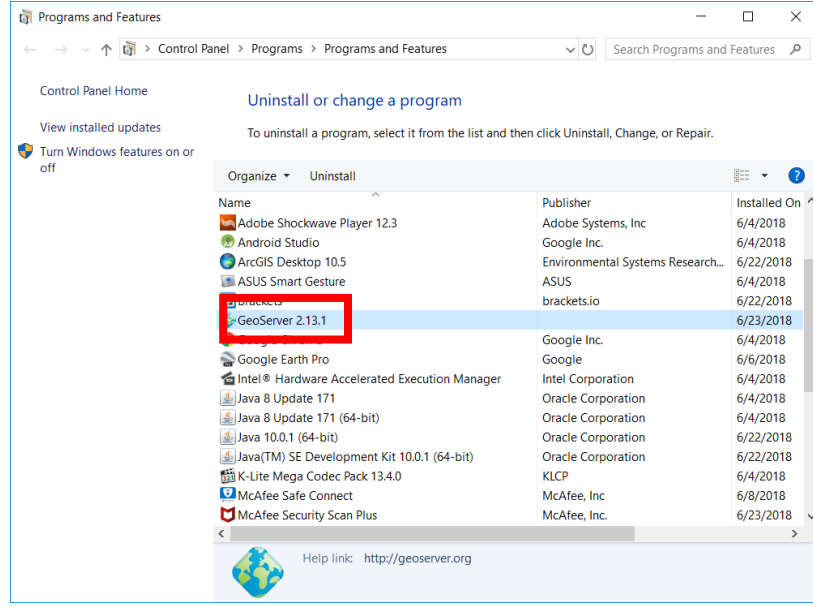 Programs and Features
Control Panel > Programs > Programs and Features
Search Programs and Features
Control Panel Home
View installed updates
Turn Windows features on or
off
Uninstall or change a program
To uninstall a program, select it from the list and then click Uninstall, Change, or Repair.
Organize Uninstall
Name Publisher Installed On
Adobe Shockwave Player 12.3 Adobe Systems, Inc 6/4/2018
Android Studio Google Inc. 6/4/2018
ArcGIS Desktop 10.5 Environmental Systems Research... 6/22/2018
ASUS Smart Gesture ASUS 6/4/2018
Brackets brackets.io 6/22/2018
GeoServer 2.13.1 6/23/2018
Google Chrome Google Inc. 6/4/2018
Google Earth Pro Google 6/6/2018
Intel® Hardware Accelerated Execution Manager Intel Corporation 6/4/2018
Java 8 Update 171 Oracle Corporation 6/4/2018
Java 8 Update 171 (64-bit) Oracle Corporation 6/4/2018
Java 10.0.1 (64-bit) Oracle Corporation 6/22/2018
Java(TM) SE Development Kit 10.0.1 (64-bit) Oracle Corporation 6/22/2018
K-Lite Mega Codec Pack 13.4.0 KLCP 6/4/2018
McAfee Safe Connect McAfee, Inc 6/8/2018
McAfee Security Scan Plus McAfee, Inc. 6/23/2018
Help link: http://geoserver.org